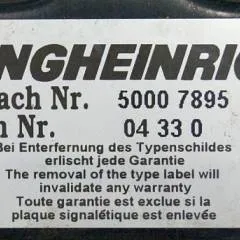 NGHEINRIC
ach Nr. 5000 7895
n Nr. 04 33 0
Bei Enterfernung des Typenschildes
erlischt jede Garantie
The removal of the type label will
invalidate any warranty
Toute garantie est exclue si la
plaque signalétique est enlevée